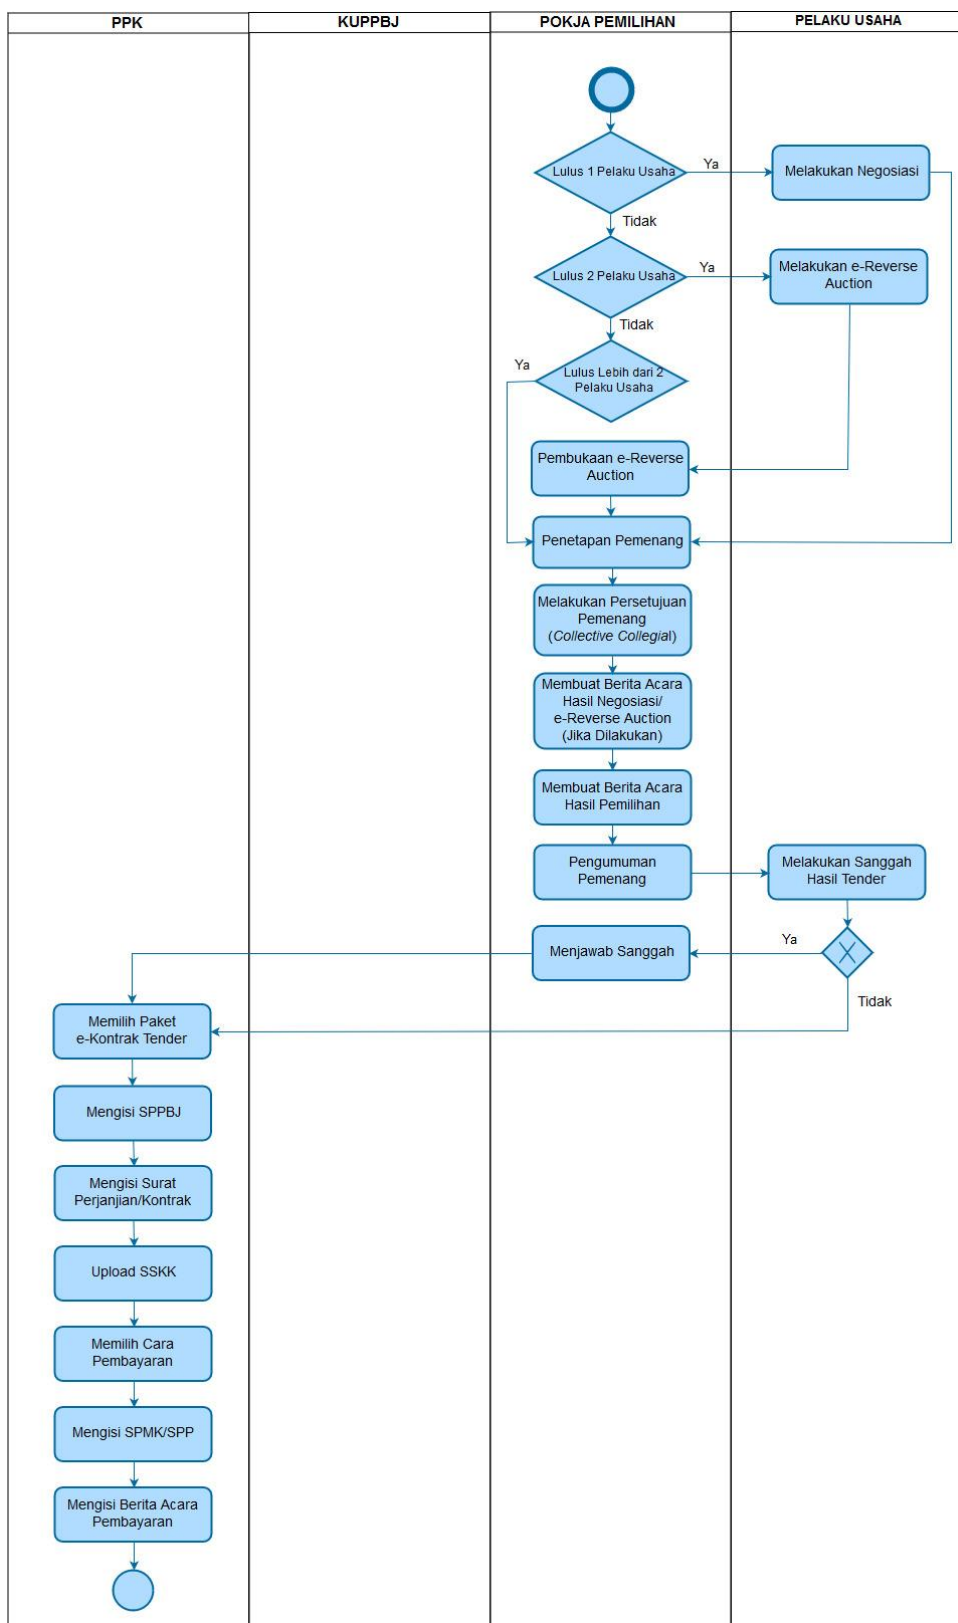 PPK
KUPPBJ
POKJA PEMILIHAN
PELAKU USAHA
Lulus 1 Pelaku Usaha
Ya
Melakukan Negosiasi
Tidak
Lulus 2 Pelaku Usaha
Ya
Melakukan e-Reverse
Auction
Tidak
Ya
Lulus Lebih dari 2
Pelaku Usaha
Pembukaan e-Reverse
Auction
Penetapan Pemenang
Melakukan Persetujuan
Pemenang
(Collective Collegial)
Membuat Berita Acara
Hasil Negosiasi/
e-Reverse Auction
(Jika Dilakukan)
Membuat Berita Acara
Hasil Pemilihan
Pengumuman
Pemenang
Melakukan Sanggah
Hasil Tender
Ya
Menjawab Sanggah
Tidak
Memilih Paket
e-Kontrak Tender
Mengisi SPPBJ
Mengisi Surat
Perjanjian/Kontrak
Upload SSKK
Memilih Cara
Pembayaran
Mengisi SPMK/SPP
Mengisi Berita Acara
Pembayaran